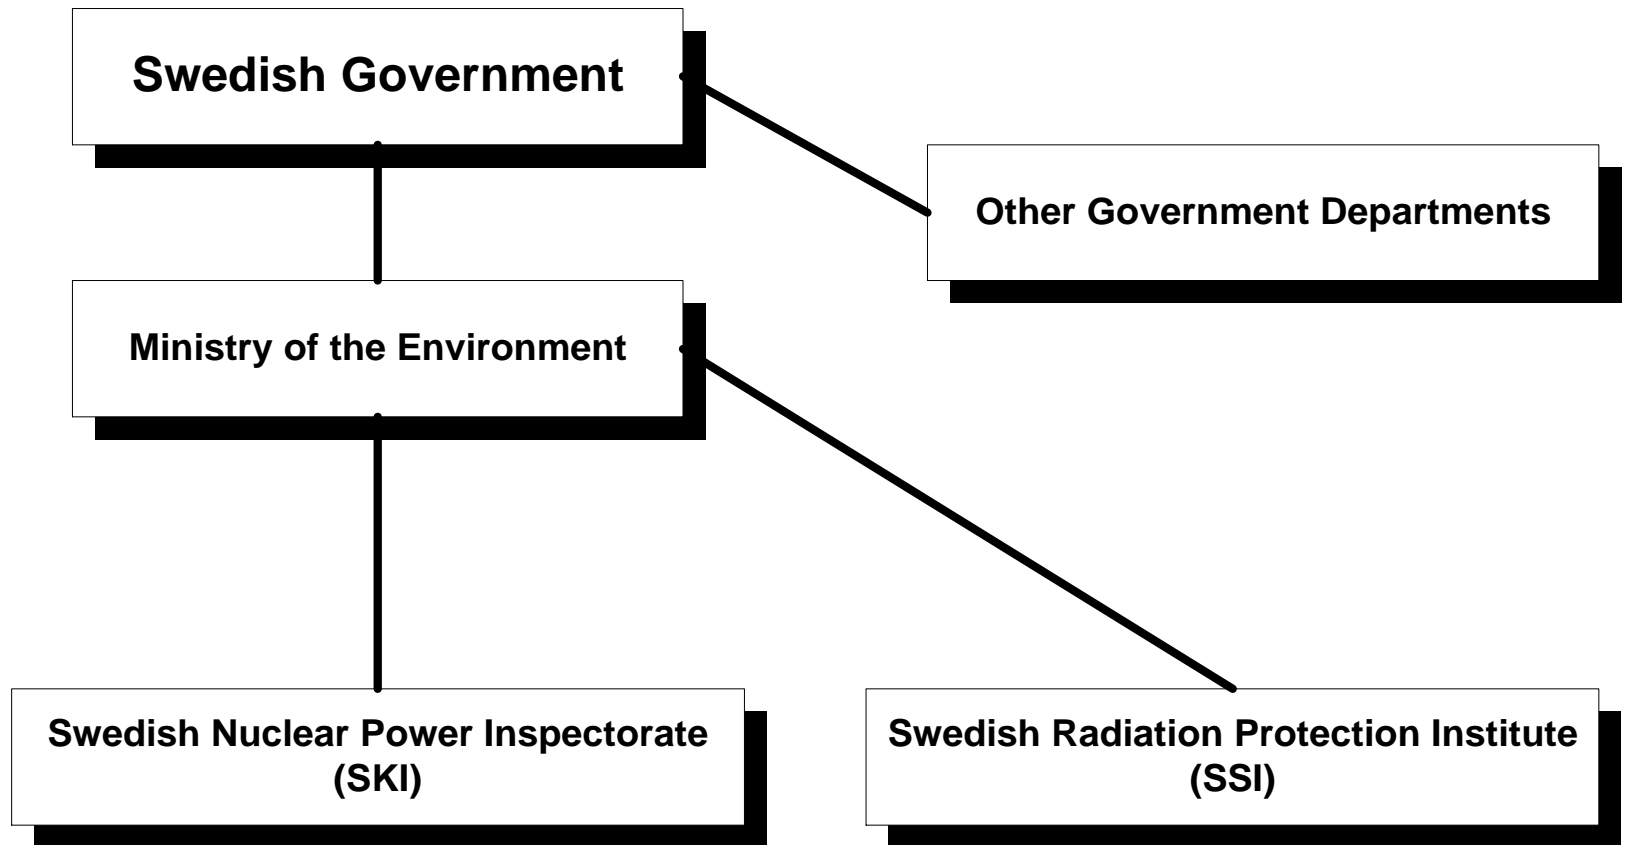 Swedish Government
Other Government Departments
Ministry of the Environment
Swedish Nuclear Power Inspectorate
(SKI)
Swedish Radiation Protection Institute
(SSI)